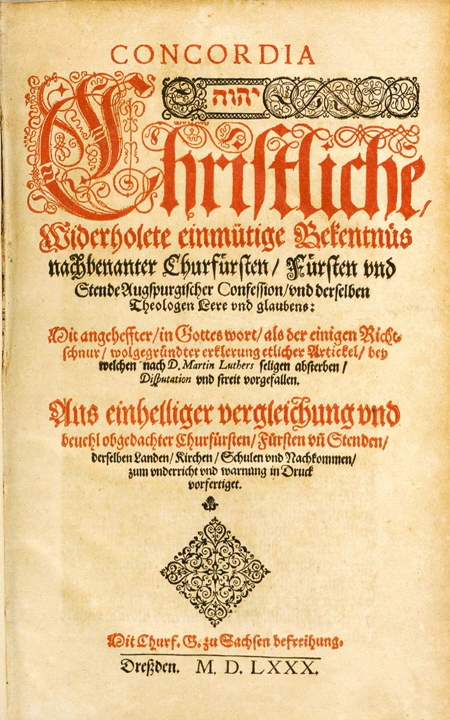 CONCORDIA
יהוה
Christliche/
Widerholete einmütige Bekentnüs
nachbenanter Churfürsten/ Fürsten vnd
Stende Augspurgischer Confession/ vnd derselben
Theologen Lere vnd glaubens:
Mit angeheffter/ in Gottes wort/ als der einigen Richt-
schnur/ wolgegründter erklerung etlicher Artickel/ bey
welchen nach D. Martin Luthers seligen absterben/
Disputation vnd streit vorgefallen.
Aus einhelliger vergleichung vnd
beuehl obgedachter Churfürsten/ Fürsten vn̄ Stenden/
derselben Landen/ Kirchen/ Schulen vnd Nachkommen/
zum vnderricht vnd warnung in Druck
vorfertiget.
Mit Churf. G. zu Sachsen befreihung.
Dreßden. M. D. LXXX.